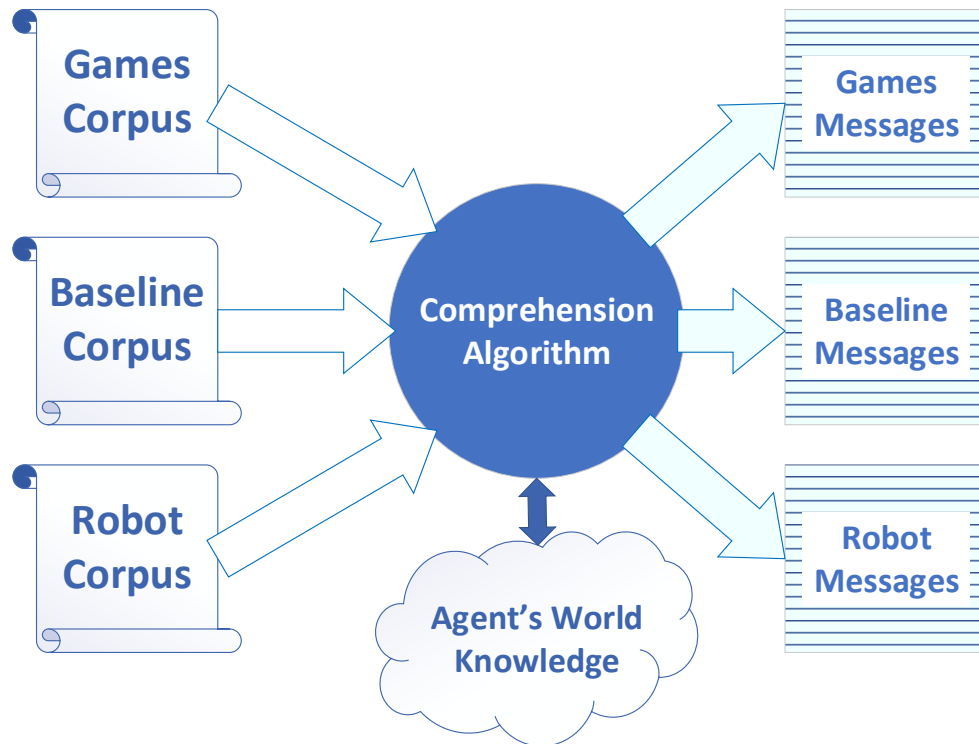 Games
Corpus
Baseline
Corpus
Robot
Corpus
Comprehension
Algorithm
Agent’s World
Knowledge
Games
Messages
Baseline
Messages
Robot
Messages